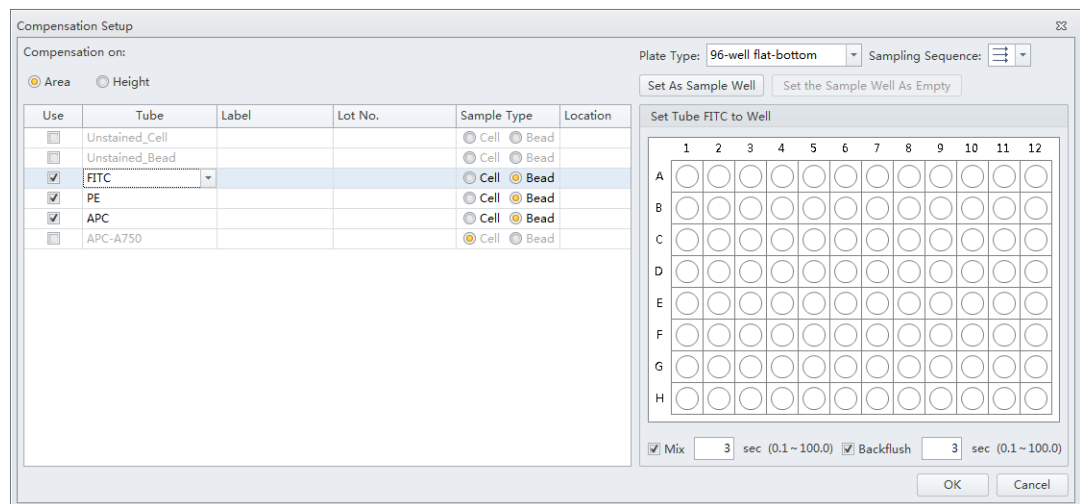 Compensation Setup
Compensation on:
Area Height
Plate Type: 96-well flat-bottom Sampling Sequence:
Set As Sample Well Set the Sample Well As Empty
Use Tube Label Lot No. Sample Type Location
Unstained_Cell Cell Bead
Unstained_Bead Cell Bead
FITC Cell Bead
PE Cell Bead
APC Cell Bead
APC-A750 Cell Bead
Set Tube FITC to Well
1 2 3 4 5 6 7 8 9 10 11 12
A
B
C
D
E
F
G
H
Mix 3 sec (0.1~100.0) Backflush 3 sec (0.1~100.0)
OK Cancel